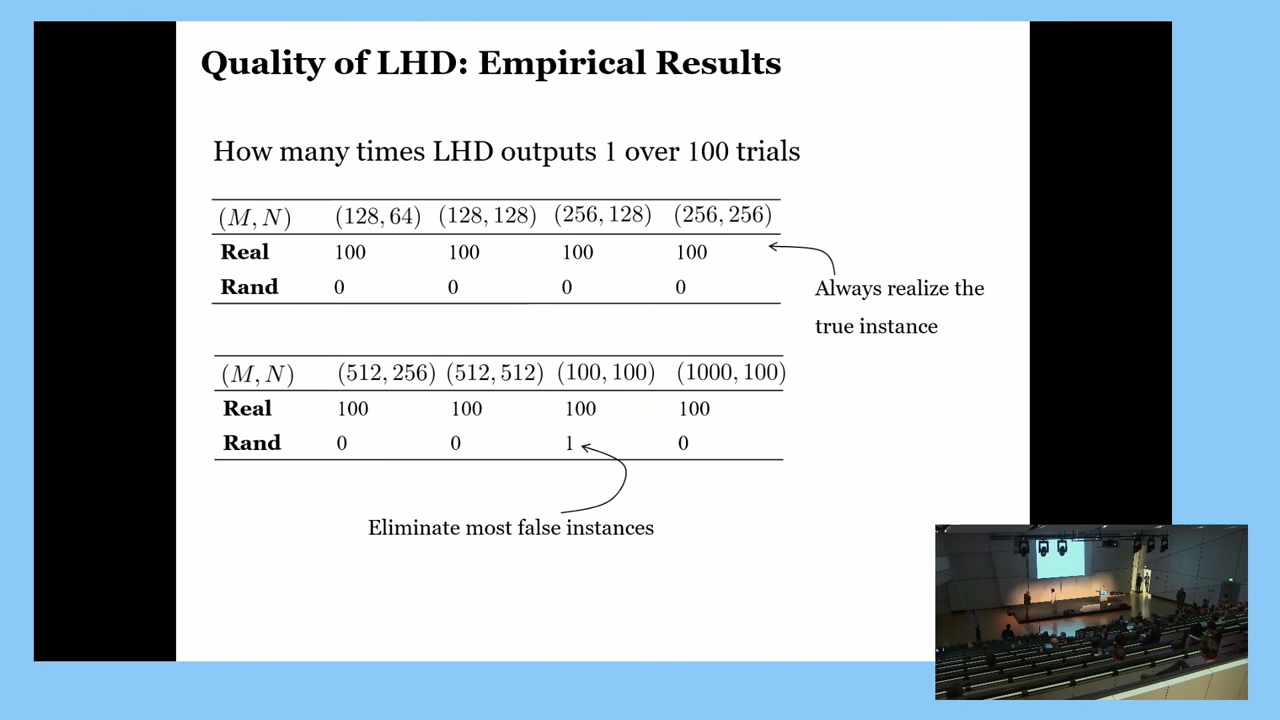 Quality of LHD: Empirical Results
How many times LHD outputs 1 over 100 trials
(M, N) (128, 64) (128, 128) (256, 128) (256, 256)
Real 100 100 100 100
Rand 0 0 0 0
Always realize the
true instance
(M, N) (512, 256) (512, 512) (100, 100) (1000, 100)
Real 100 100 100 100
Rand 0 0 1 0
Eliminate most false instances